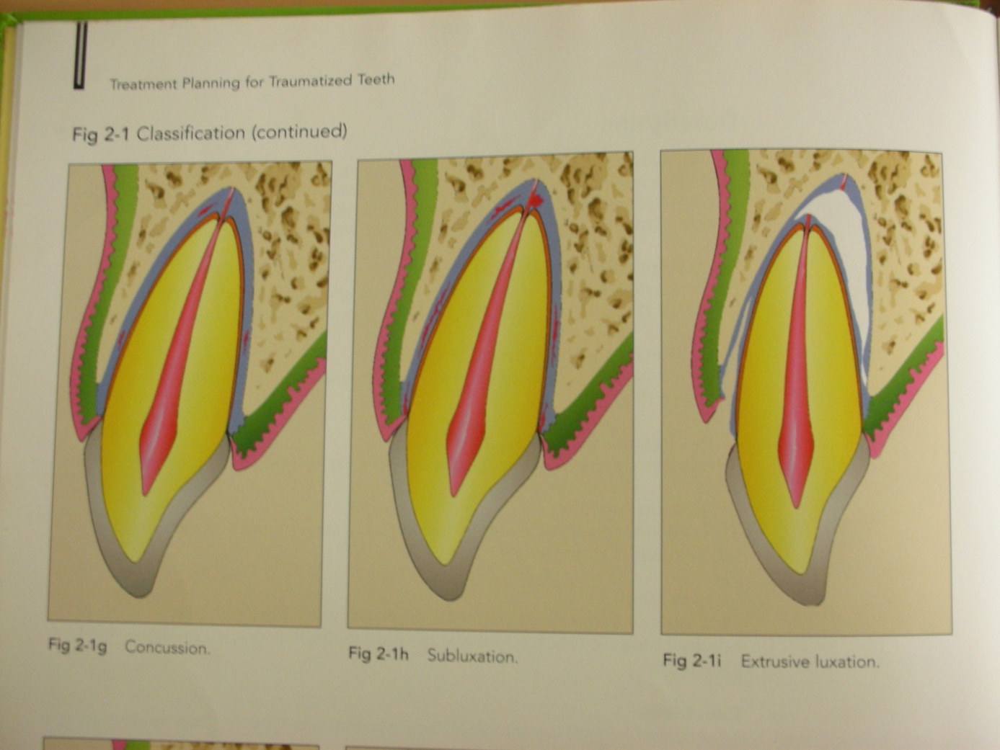 Treatment Planning for Traumatized Teeth
Fig 2-1 Classification (continued)
Fig 2-1g Concussion.
Fig 2-1h Subluxation.
Fig 2-1i Extrusive luxation.